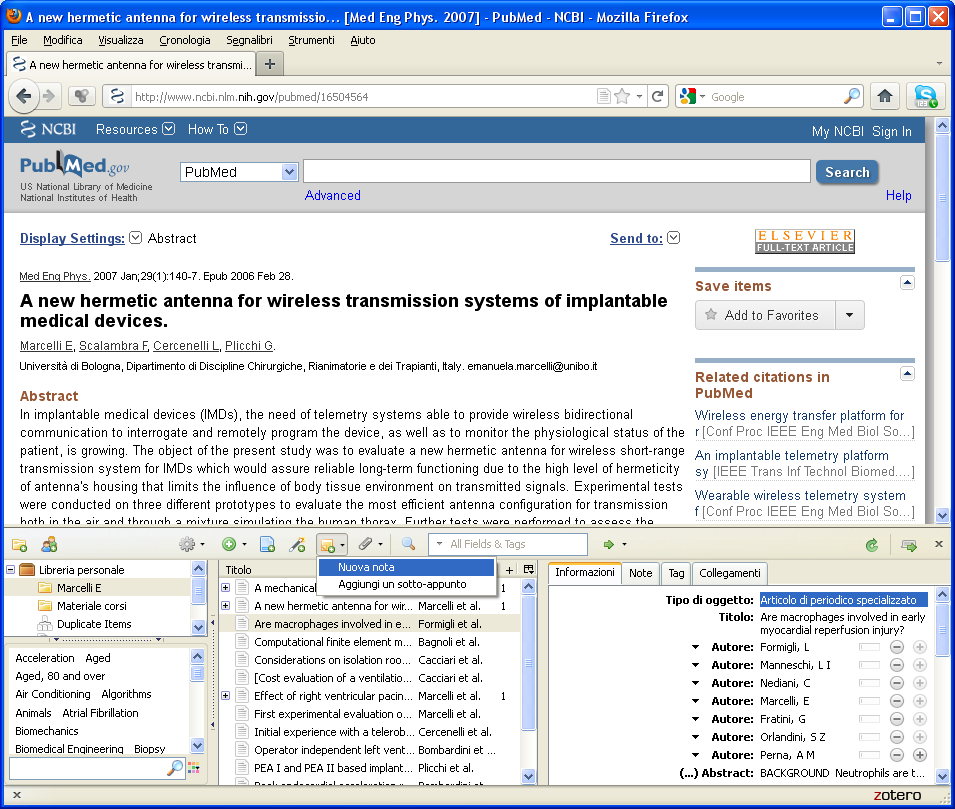 A new hermetic antenna for wireless transmissio... [Med Eng Phys. 2007] - PubMed - NCBI - Mozilla Firefox
File Modifica Visualizza Cronologia Segnalibri Strumenti Aiuto
A new hermetic antenna for wireless transmi...
http://www.ncbi.nlm.nih.gov/pubmed/16504564
Google
NCBI Resources How To
My NCBI Sign In
PubMed.gov
US National Library of Medicine
National Institutes of Health
PubMed
Search
Advanced
Help
Display Settings: Abstract
Send to:
ELSEVIER
FULL-TEXT ARTICLE
Med Eng Phys. 2007 Jan;29(1):140-7. Epub 2006 Feb 28.
A new hermetic antenna for wireless transmission systems of implantable
medical devices.
Marcelli E, Scalambra F, Cercenelli L, Plicchi G.
Università di Bologna, Dipartimento di Discipline Chirurgiche, Rianimatorie e dei Trapianti, Italy. emanuela.marcelli@unibo.it
Abstract
In implantable medical devices (IMDs), the need of telemetry systems able to provide wireless bidirectional
communication to interrogate and remotely program the device, as well as to monitor the physiological status of the
patient, is growing. The object of the present study was to evaluate a new hermetic antenna for wireless short-range
transmission system for IMDs which would assure reliable long-term functioning due to the high level of hermeticity
of antenna's housing that limits the influence of body tissue environment on transmitted signals. Experimental tests
were conducted on three different prototypes to evaluate the most efficient antenna configuration for transmission
both in the air and through a mixture simulating the human thorax. Further tests were performed to assess the
Save items
Add to Favorites
Related citations in
PubMed
Wireless energy transfer platform for
r [Conf Proc IEEE Eng Med Biol So...]
An implantable telemetry platform
sy [IEEE Trans Inf Technol Biomed....]
Wearable wireless telemetry system
f [Conf Proc IEEE Eng Med Biol So...]
All Fields & Tags
Nuova nota
Aggiungi un sotto-appunto
Libreria personale
Marcelli E
Materiale corsi
Duplicate Items
Acceleration Aged
Aged, 80 and over
Air Conditioning Algorithms
Animals Atrial Fibrillation
Biomechanics
Biomedical Engineering Biopsy
Titolo
A mechanica 1
A new hermetic antenna for wir... Marcelli et al. 1
Are macrophages involved in e... Formigli et al.
Computational finite element m... Bagnoli et al.
Considerations on isolation roo... Cacciari et al.
[Cost evaluation of a ventilatio... Cacciari et al.
Effect of right ventricular pacin... Marcelli et al. 1
First experimental evaluation o... Marcelli et al.
Initial experience with a telerob... Cercenelli et al.
Operator independent left vent... Bombardini et ...
PEA I and PEA II based implant... Plicchi et al.
Informazioni Note Tag Collegamenti
Tipo di oggetto: Articolo di periodico specializzato
Titolo: Are macrophages involved in early
myocardial reperfusion injury?
Autore: Formigli, L
Autore: Manneschi, L I
Autore: Nediani, C
Autore: Marcelli, E
Autore: Fratini, G
Autore: Orlandini, S Z
Autore: Perna, A M
(...) Abstract: BACKGROUND Neutrophils are t...
zotero